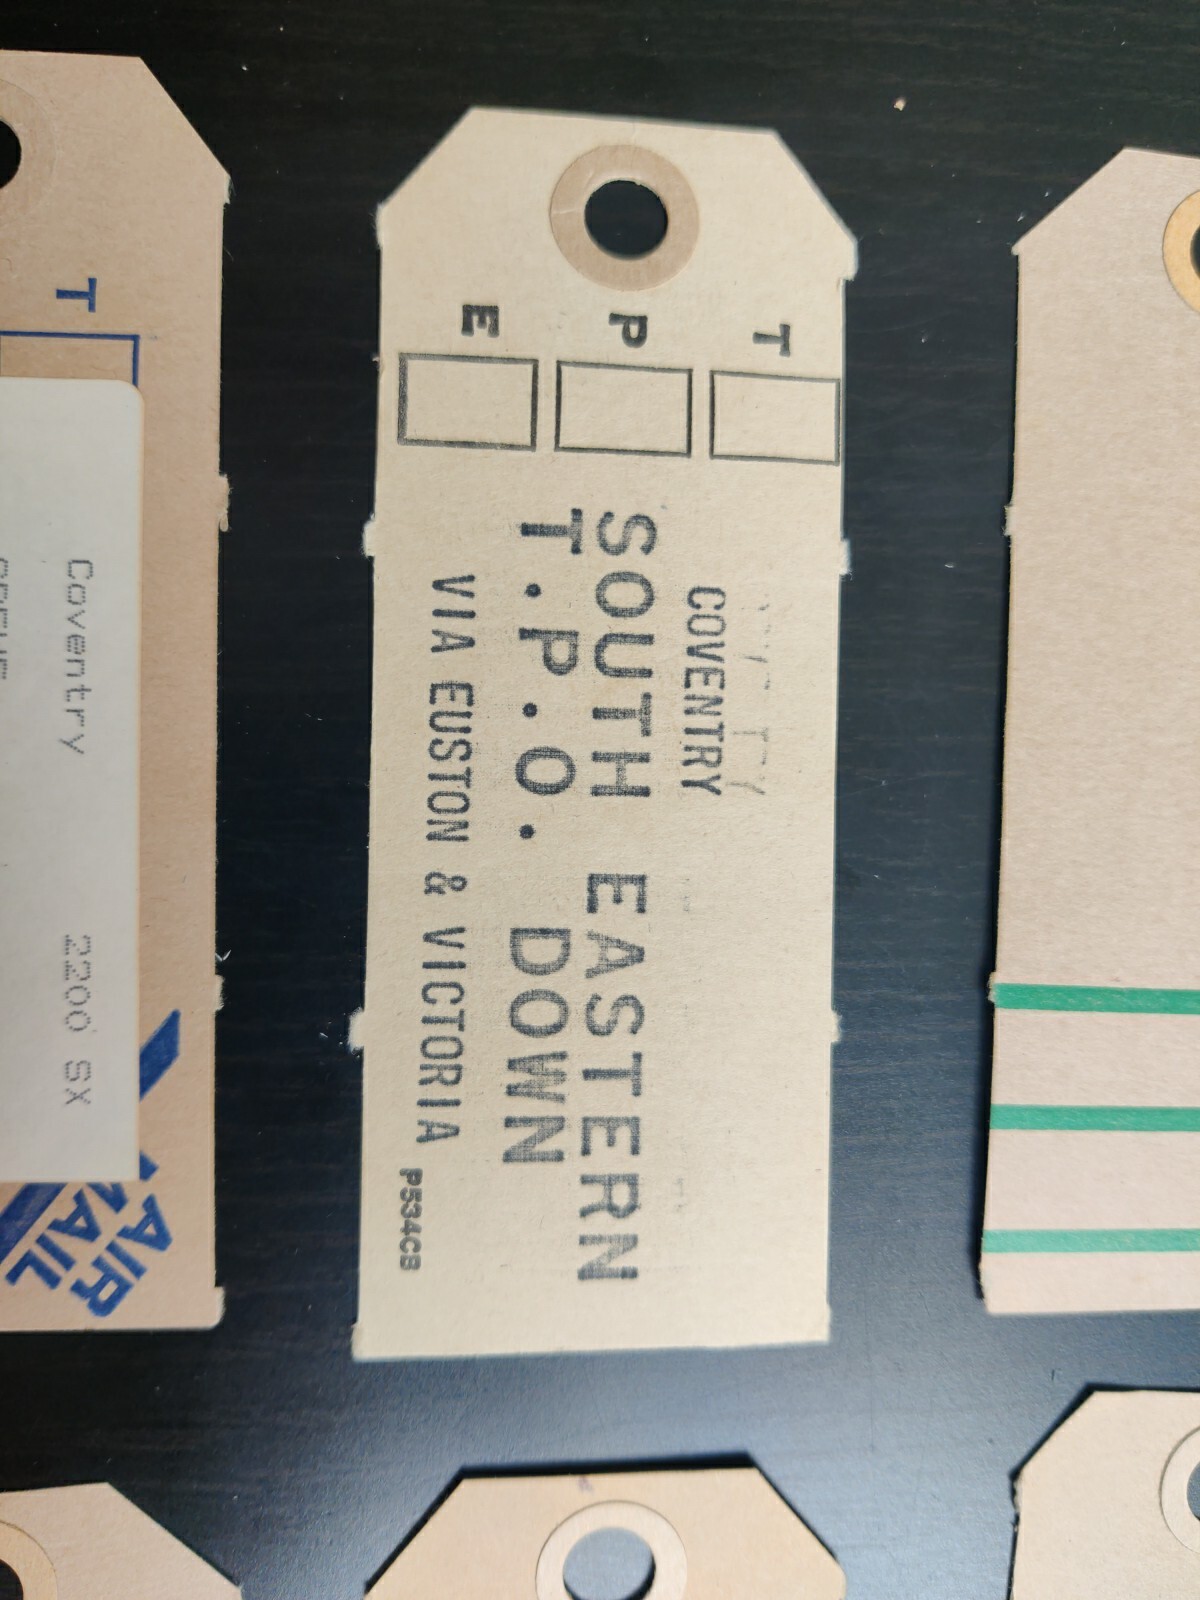 T
P
E
COVENTRY
SOUTH EASTERN
T.P.O. DOWN
VIA EUSTON & VICTORIA
P534CB
T
Coventry 2200 SX
AIR
MAIL